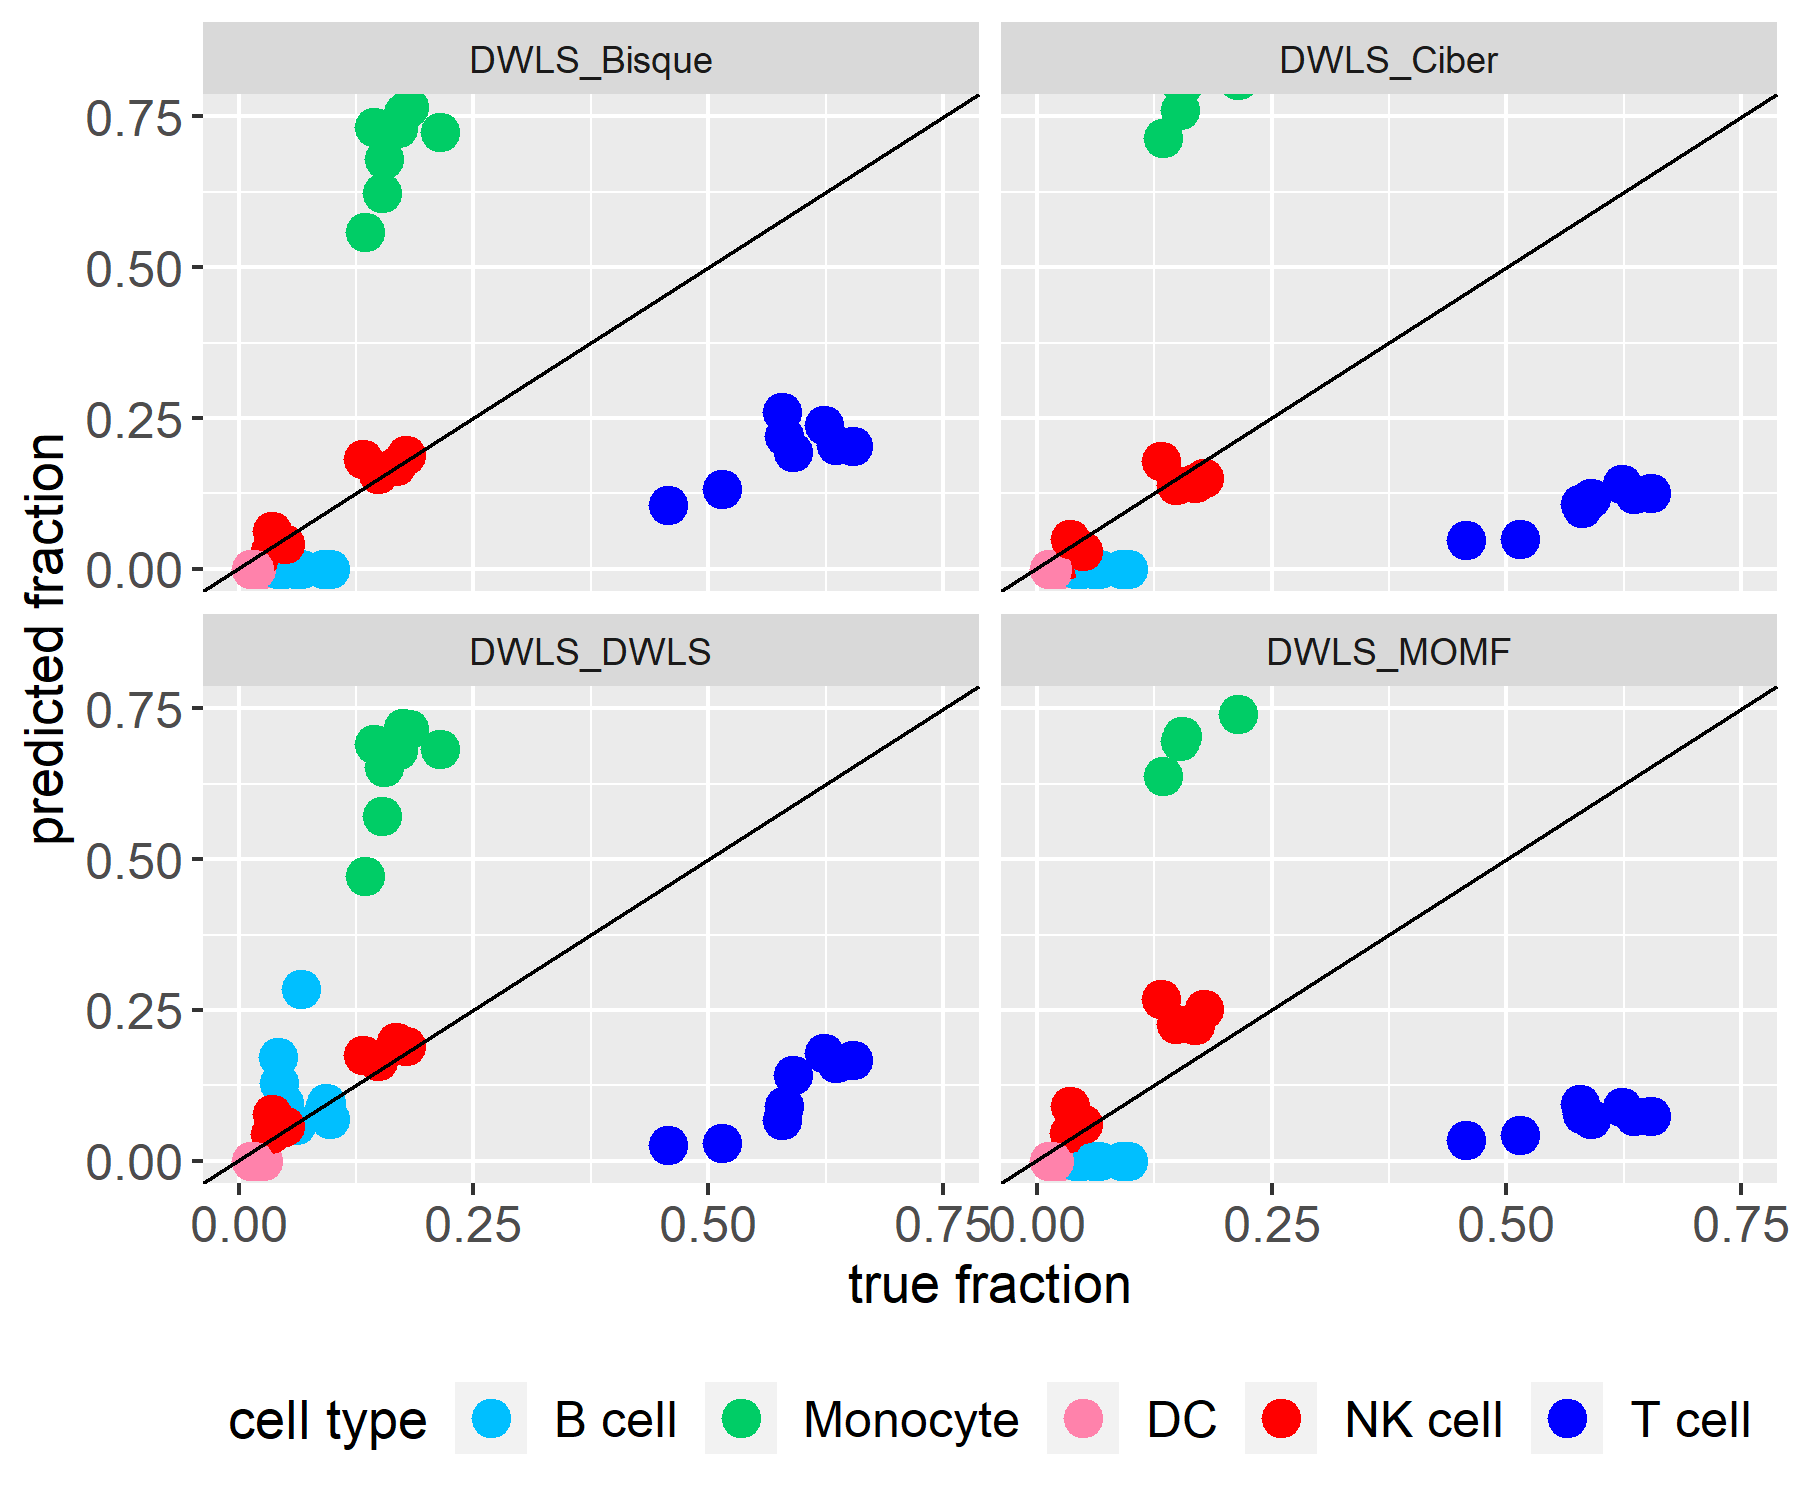 DWLS_Bisque
DWLS_Ciber
0.75
0.50
0.25
0.00
DWLS_DWLS
DWLS_MOMF
0.75
0.50
0.25
0.00
predicted fraction
0.00 0.25 0.50 0.75
0.00 0.25 0.50 0.75
true fraction
cell type B cell Monocyte DC NK cell T cell